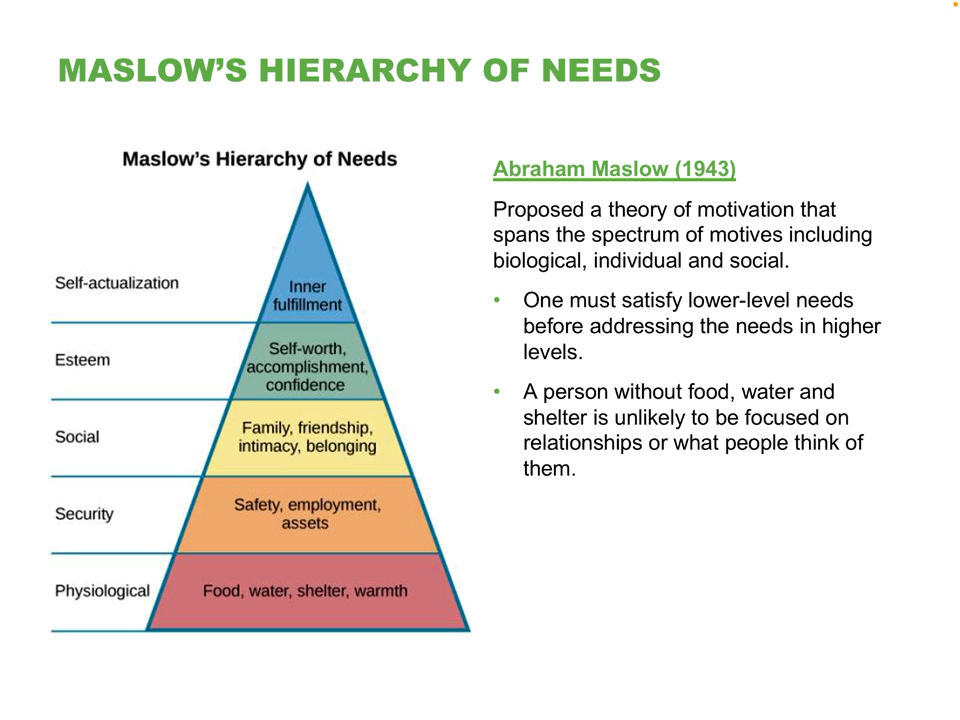 MASLOW’S HIERARCHY OF NEEDS
Maslow’s Hierarchy of Needs
Self-actualization
Inner
fulfillment
Esteem
Self-worth,
accomplishment,
confidence
Social
Family, friendship,
intimacy, belonging
Security
Safety, employment,
assets
Physiological
Food, water, shelter, warmth
Abraham Maslow (1943)
Proposed a theory of motivation that
spans the spectrum of motives including
biological, individual and social.
• One must satisfy lower-level needs
before addressing the needs in higher
levels.
• A person without food, water and
shelter is unlikely to be focused on
relationships or what people think of
them.